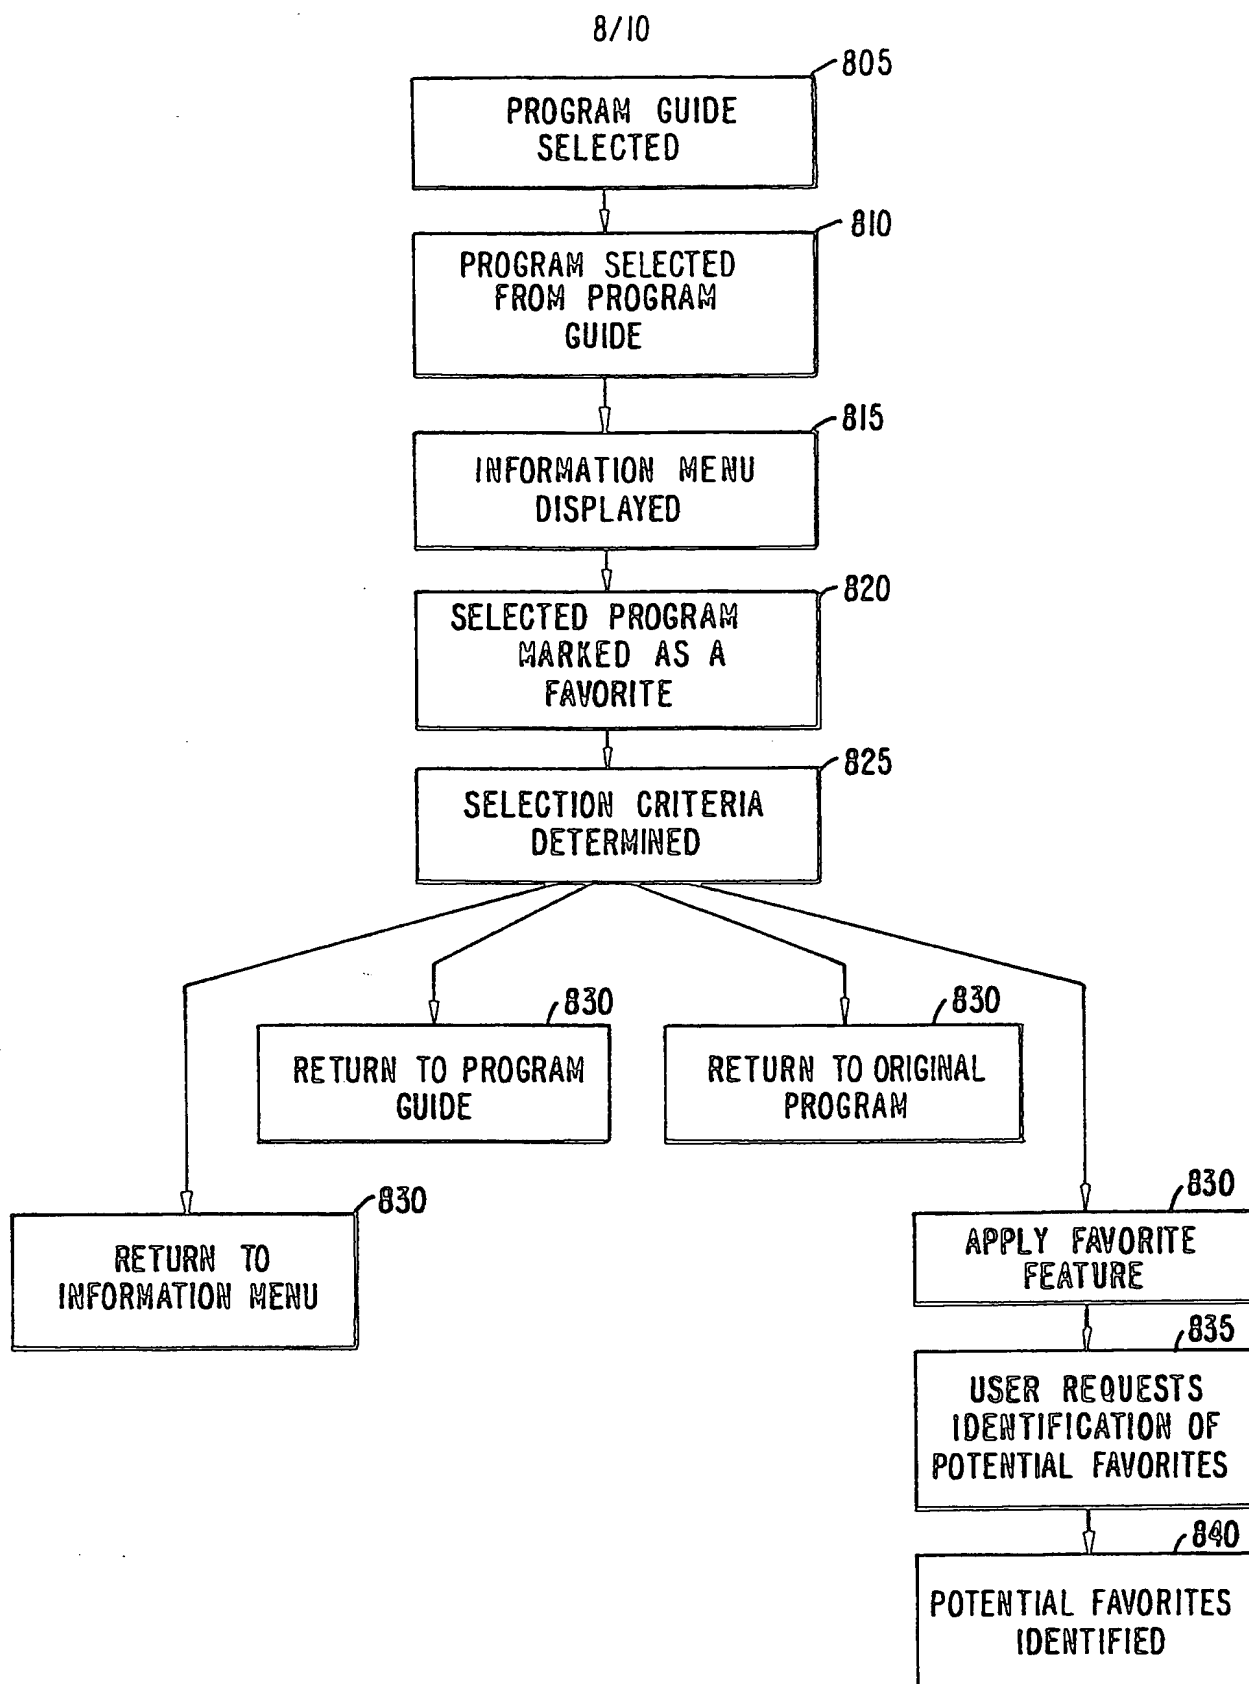 8/10
805
PROGRAM GUIDE
SELECTED
810
PROGRAM SELECTED
FROM PROGRAM
GUIDE
815
INFORMATION MENU
DISPLAYED
820
SELECTED PROGRAM
MARKED AS A
FAVORITE
825
SELECTION CRITERIA
DETERMINED
830
RETURN TO PROGRAM
GUIDE
830
RETURN TO ORIGINAL
PROGRAM
830
RETURN TO
INFORMATION MENU
830
APPLY FAVORITE
FEATURE
835
USER REQUESTS
IDENTIFICATION OF
POTENTIAL FAVORITES
840
POTENTIAL FAVORITES
IDENTIFIED